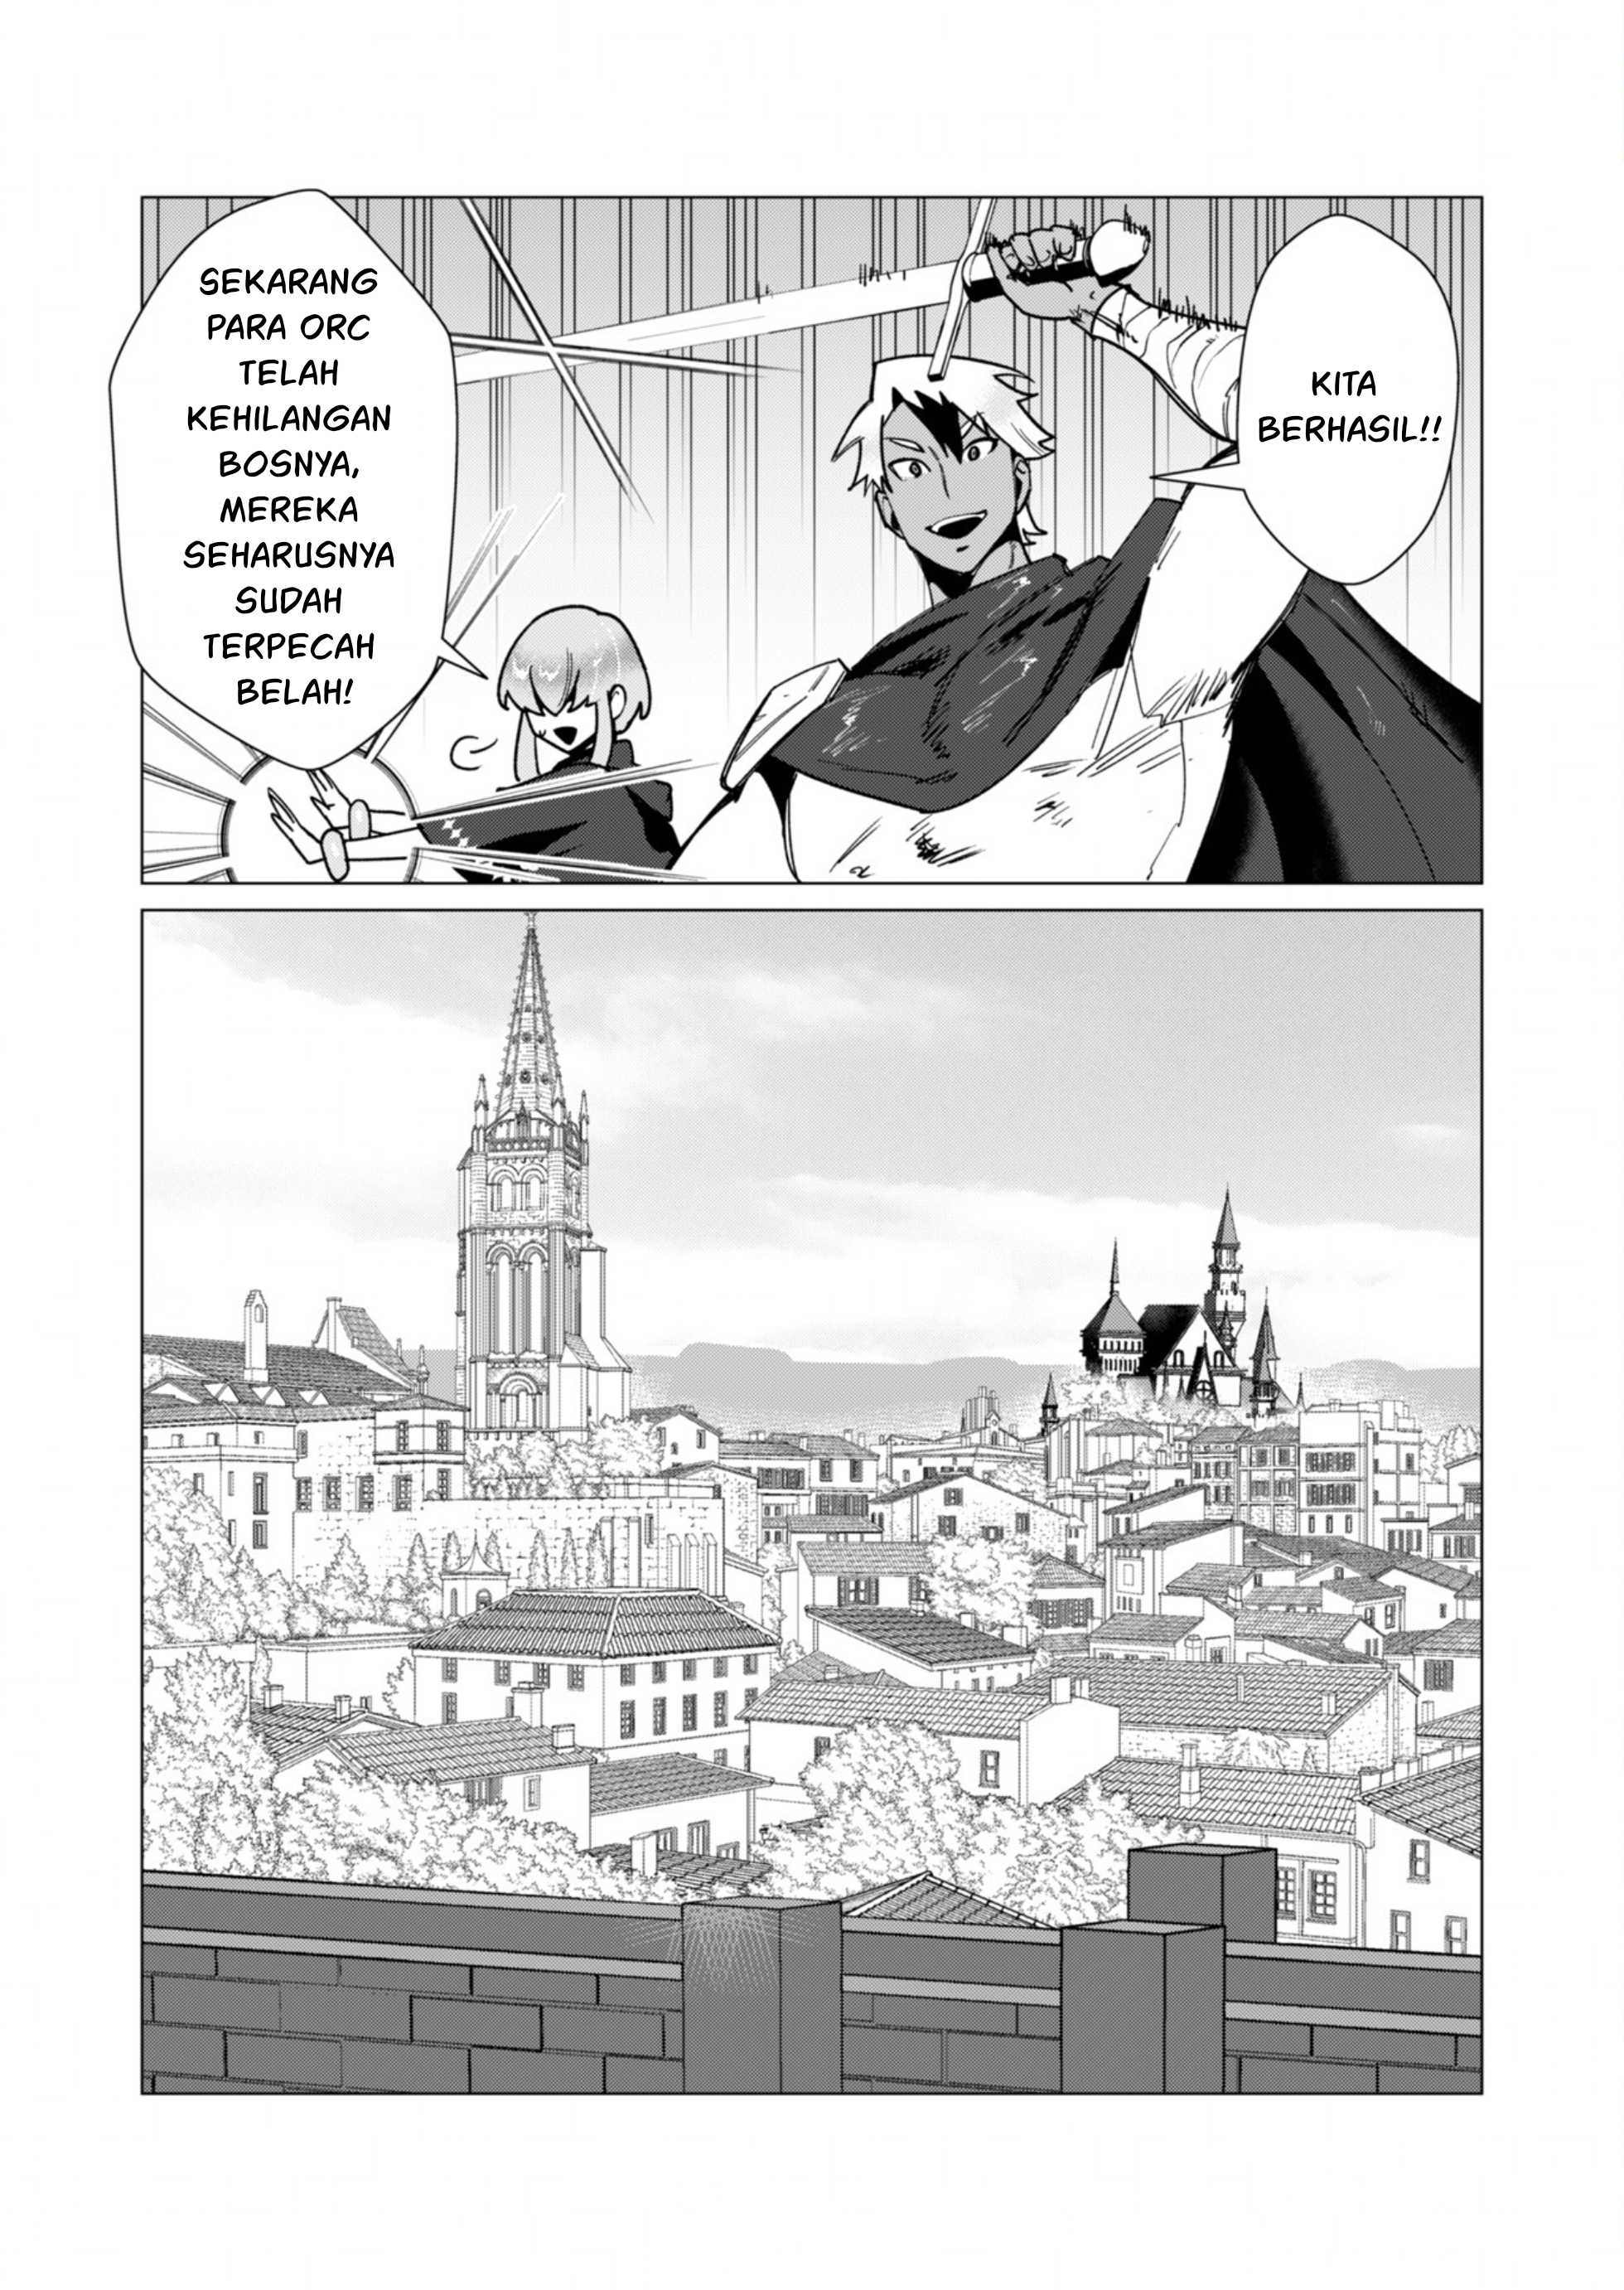 KITA
BERHASIL!!
SEKARANG
PARA ORC
TELAH
KEHILANGAN
BOSNYA,
MEREKA
SEHARUSNYA
SUDAH
TERPECAH
BELAH!